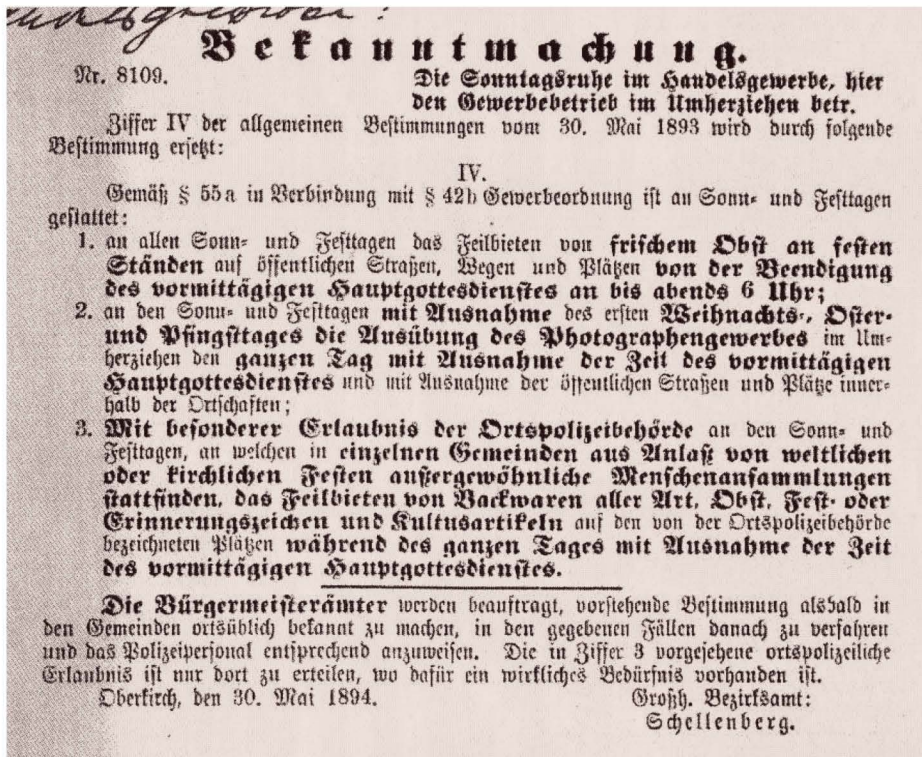 Bekanntmachung.
Nr. 8109.
Die Sonntagsruhe im Handelsgewerbe, hier
den Gewerbebetrieb im Umherziehen betr.
Ziffer IV der allgemeinen Bestimmungen vom 30. Mai 1893 wird durch folgende
Bestimmung ersetzt:
IV.
Gemäß § 55a in Verbindung mit § 42b Gewerbeordnung ist an Sonn- und Festtagen
gestattet:
1. an allen Sonn- und Festtagen das Feilbieten von frischem Obst an festen
Ständen auf öffentlichen Straßen, Wegen und Plätzen von der Beendigung
des vormittägigen Hauptgottesdienstes an bis abends 6 Uhr;
2. an den Sonn- und Festtagen mit Ausnahme des ersten Weihnachts-, Oster-
und Pfingsttages die Ausübung des Photographengewerbes im Um-
herziehen den ganzen Tag mit Ausnahme der Zeit des vormittägigen
Hauptgottesdienstes und mit Ausnahme der öffentlichen Straßen und Plätze inner-
halb der Ortschaften;
3. Mit besonderer Erlaubnis der Ortspolizeibehörde an den Sonn- und
Festtagen, an welchen in einzelnen Gemeinden aus Anlaß von weltlichen
oder kirchlichen Festen außergewöhnliche Menschenansammlungen
stattfinden, das Feilbieten von Backwaren aller Art, Obst, Fest- oder
Erinnerungszeichen und Kultusartikeln auf den von der Ortspolizeibehörde
bezeichneten Plätzen während des ganzen Tages mit Ausnahme der Zeit
des vormittägigen Hauptgottesdienstes.
Die Bürgermeisterämter werden beauftragt, vorstehende Bestimmung alsbald in
den Gemeinden ortsüblich bekannt zu machen, in den gegebenen Fällen danach zu verfahren
und das Polizeipersonal entsprechend anzuweisen. Die in Ziffer 3 vorgesehene ortspolizeiliche
Erlaubnis ist nur dort zu erteilen, wo dafür ein wirkliches Bedürfnis vorhanden ist.
Oberkirch, den 30. Mai 1894.
Großh. Bezirksamt:
Schellenberg.